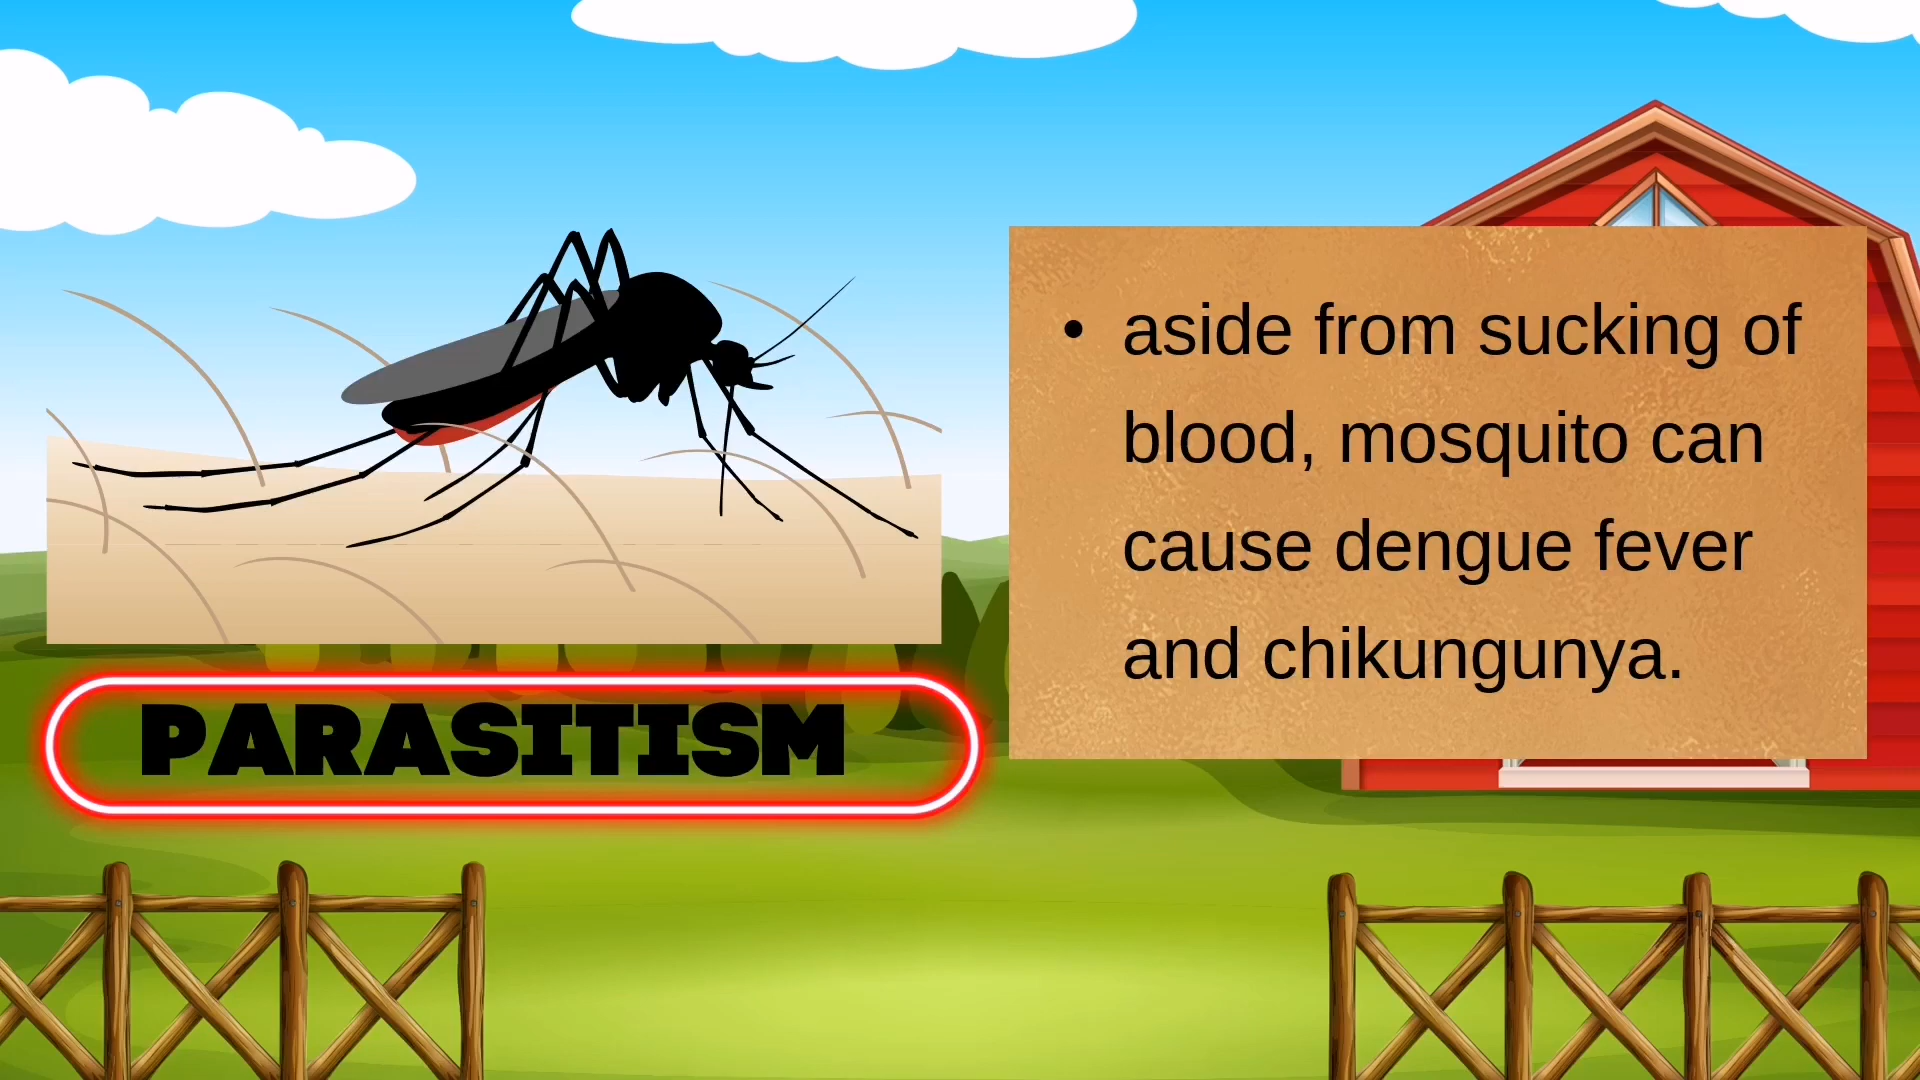 • aside from sucking of
blood, mosquito can
cause dengue fever
and chikungunya.
PARASITISM